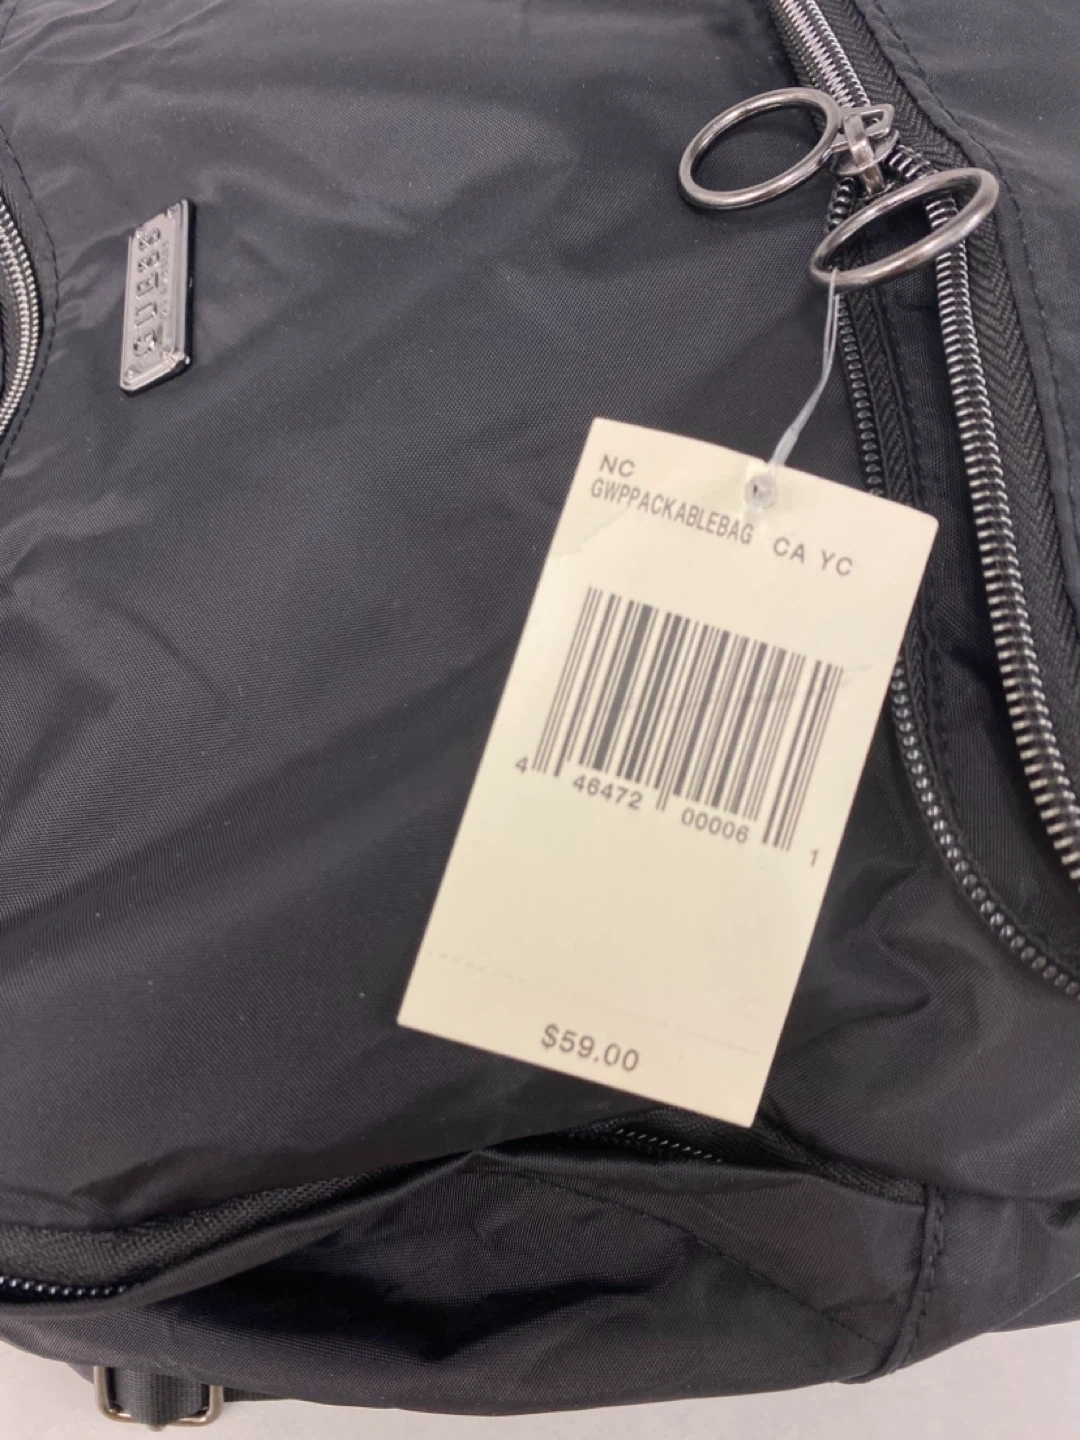 GUESS
NC
GWPPACKABLEBAG CA YC
4 46472 00006 1
$59.00